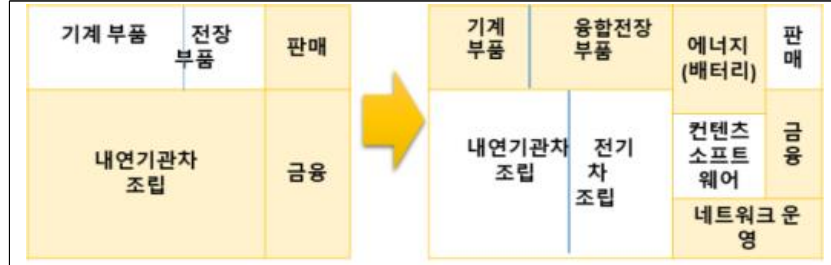 기계 부품
전장
부품
판매
내연기관차
조립
금융
기계
부품
융합전장
부품
에너지
(배터리)
판
매
내연기관차
조립
전기
차
조립
컨텐츠
소프트
웨어
금
융
네트워크 운
영